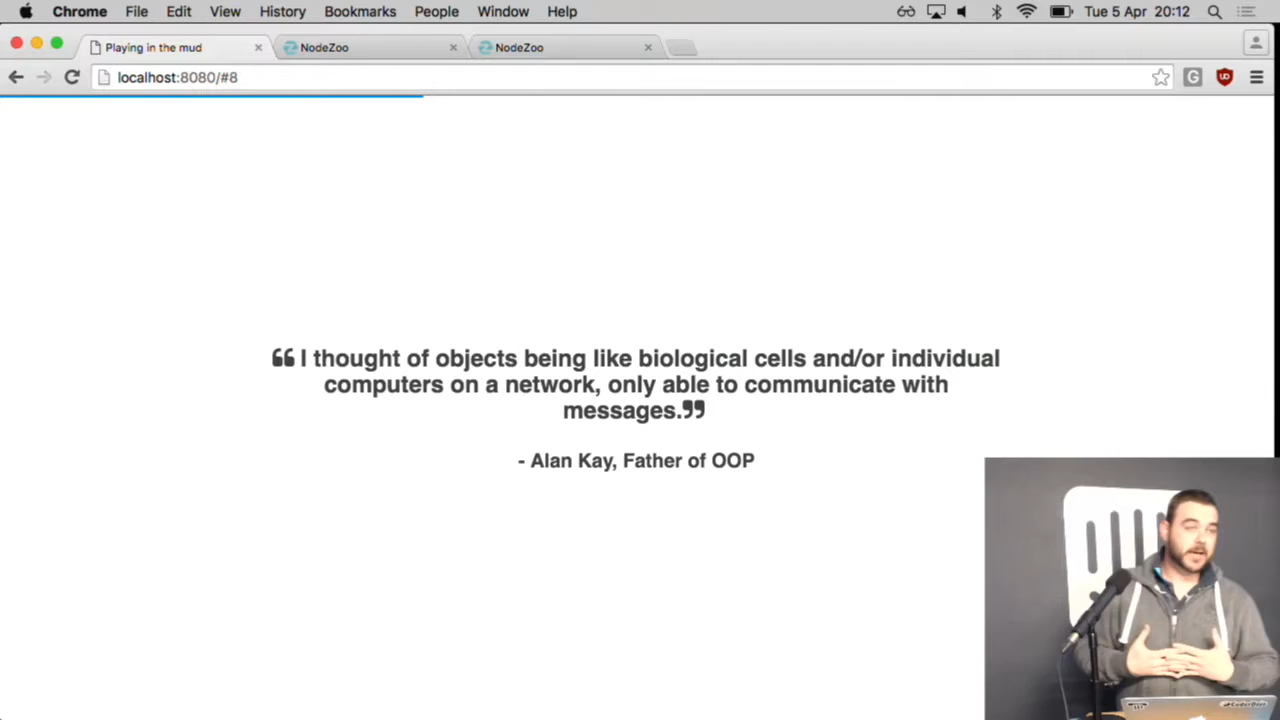 Chrome File Edit View History Bookmarks People Window Help Tue 5 Apr 20:12
Playing in the mud NodeZoo NodeZoo
localhost:8080/#8
“I thought of objects being like biological cells and/or individual
computers on a network, only able to communicate with
messages.”
- Alan Kay, Father of OOP